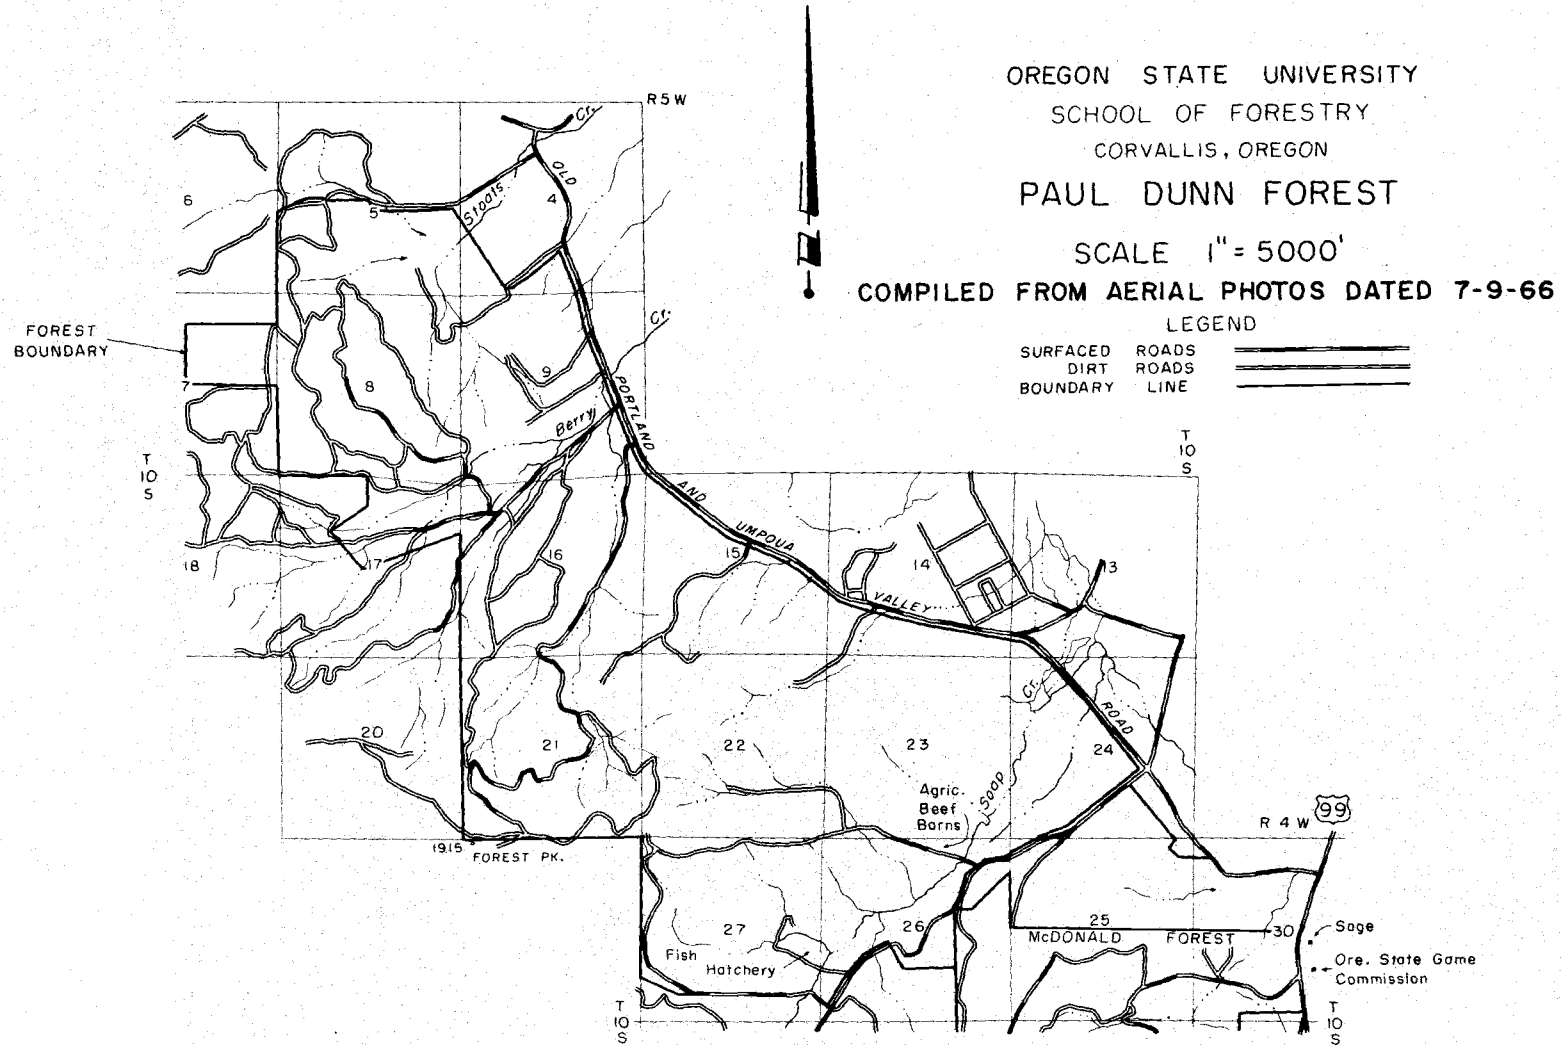 OREGON STATE UNIVERSITY
SCHOOL OF FORESTRY
CORVALLIS, OREGON
PAUL DUNN FOREST
SCALE 1" = 5000'
COMPILED FROM AERIAL PHOTOS DATED 7-9-66
LEGEND
SURFACED ROADS
DIRT ROADS
BOUNDARY LINE
R 5 W
Cr.
OLD
6
5
Staats
4
Cr.
FOREST
BOUNDARY
7
8
9
PORTLAND
Berry
T
10
S
T
10
S
AND
UMPQUA
18
17
16
15
14
13
VALLEY
Cr.
ROAD
20
21
22
23
24
Soap
Agric.
Beef
Barns
99
R 4 W
1915
FOREST PK.
27
26
25
30
McDONALD FOREST
Sage
Fish
Hatchery
Ore. State Game
Commission
T
10
S
T
10
S